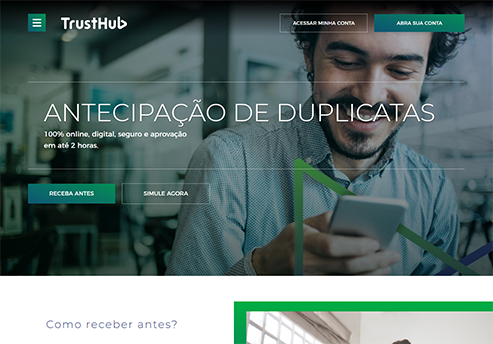 TrustHub
ACESSAR MINHA CONTA
ABRA SUA CONTA
ANTECIPAÇÃO DE DUPLICATAS
100% online, digital, seguro e aprovação
em até 2 horas.
RECEBA ANTES
SIMULE AGORA
Como receber antes?